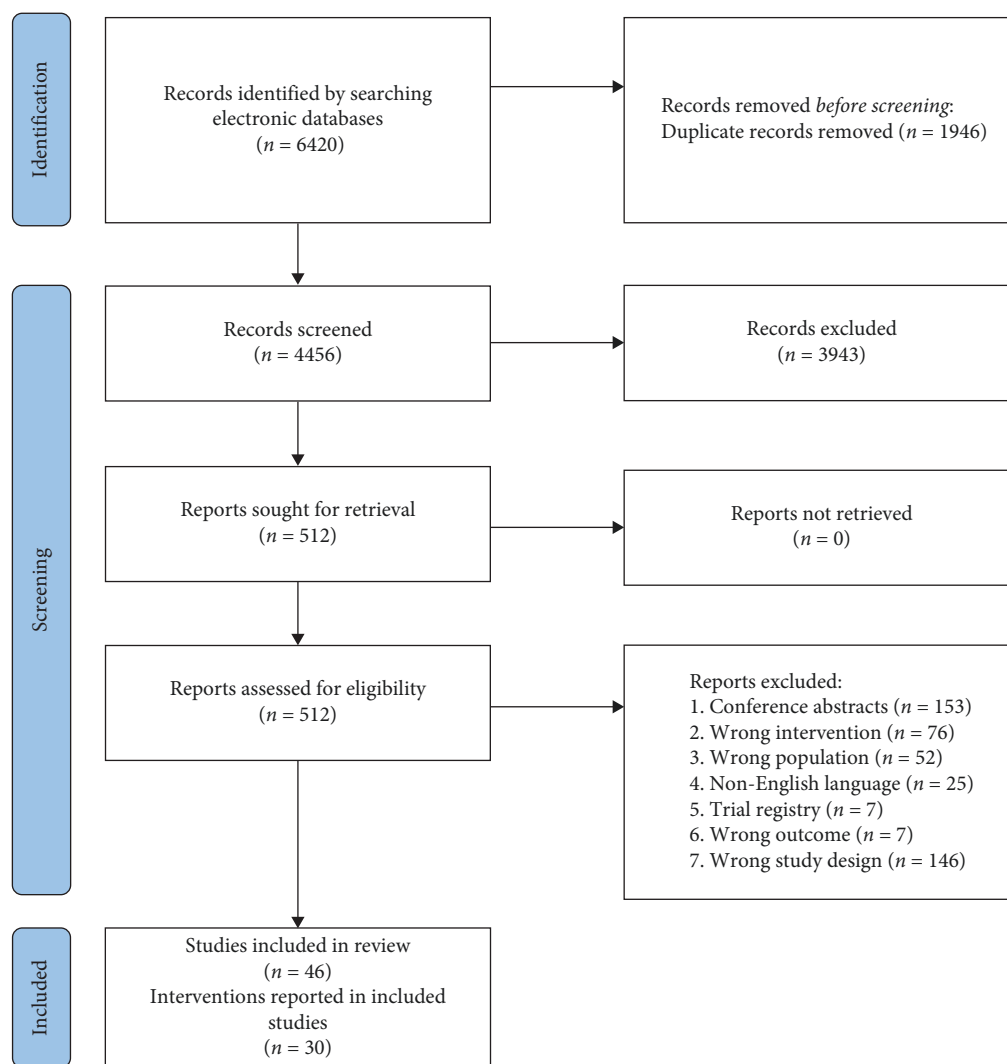 Identification
Records identified by searching
electronic databases
(n = 6420)
Records removed before screening:
Duplicate records removed (n = 1946)
Screening
Records screened
(n = 4456)
Records excluded
(n = 3943)
Reports sought for retrieval
(n = 512)
Reports not retrieved
(n = 0)
Reports assessed for eligibility
(n = 512)
Reports excluded:
1. Conference abstracts (n = 153)
2. Wrong intervention (n = 76)
3. Wrong population (n = 52)
4. Non-English language (n = 25)
5. Trial registry (n = 7)
6. Wrong outcome (n = 7)
7. Wrong study design (n = 146)
Included
Studies included in review
(n = 46)
Interventions reported in included
studies
(n = 30)